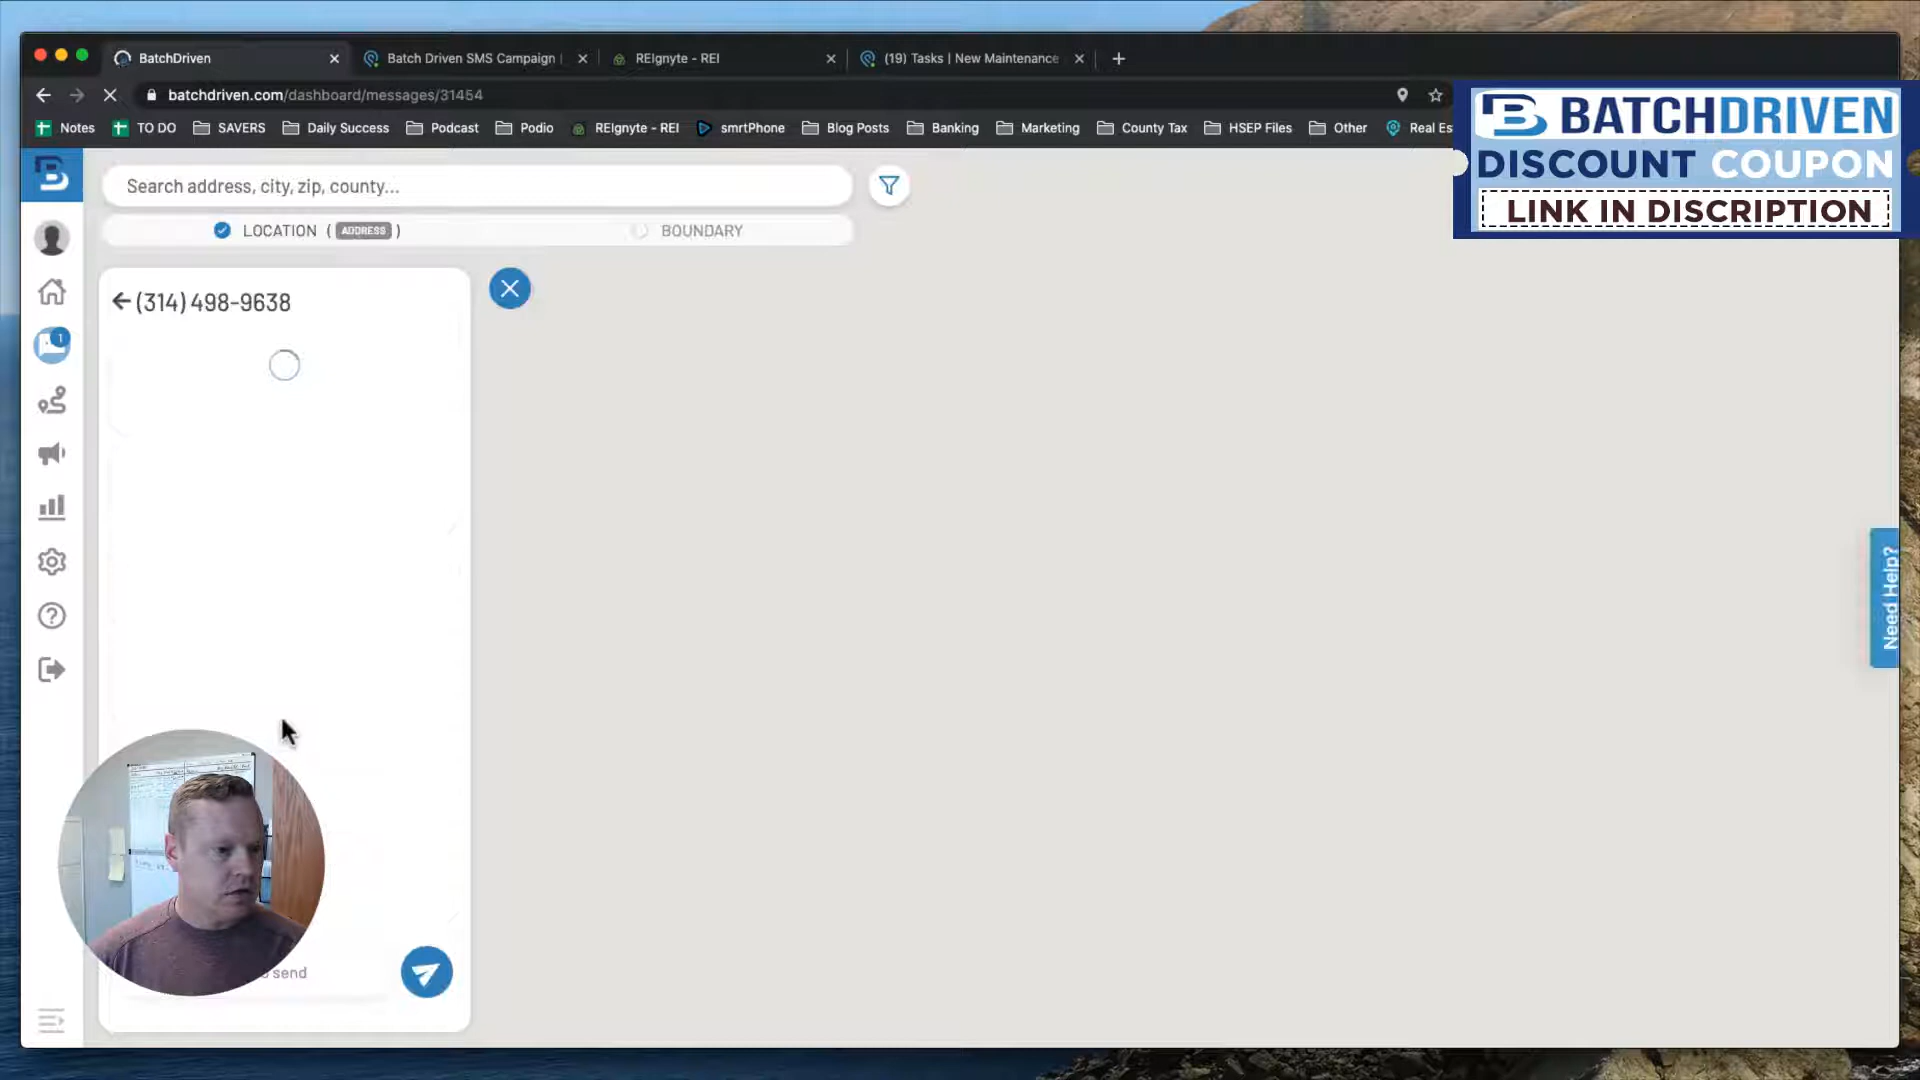 BatchDriven
Batch Driven SMS Campaign |
REIgnyte - REI
(19) Tasks | New Maintenance
batchdriven.com/dashboard/messages/31454
Notes
TO DO
SAVERS
Daily Success
Podcast
Podio
REIgnyte - REI
smrtPhone
Blog Posts
Banking
Marketing
County Tax
HSEP Files
Other
Real Es
BATCHDRIVEN
DISCOUNT COUPON
LINK IN DISCRIPTION
Search address, city, zip, county...
LOCATION ( ADDRESS )
BOUNDARY
(314) 498-9638
1
Need Help?
send